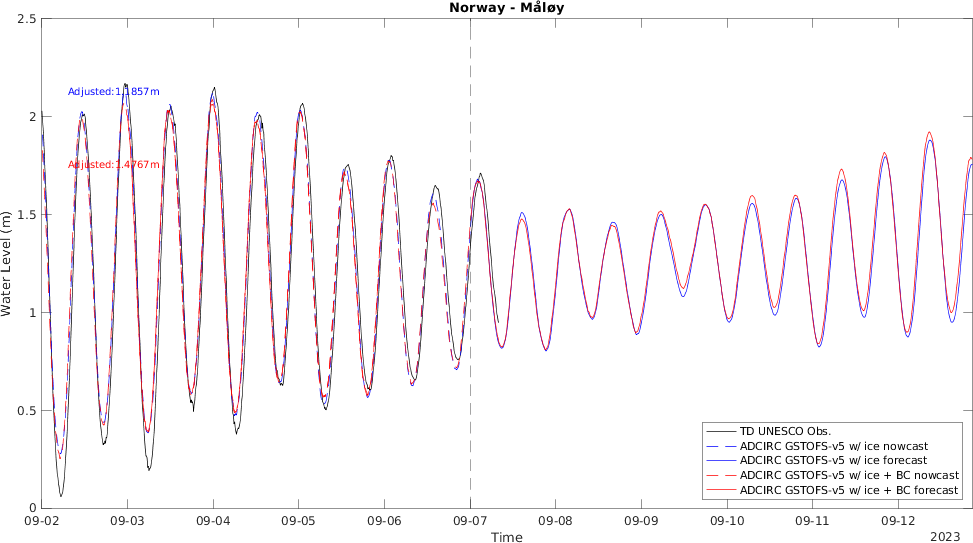 Norway - Måløy
2.5
2
1.5
1
0.5
0
Water Level (m)
Adjusted:1.1857m
Adjusted:1.4767m
TD UNESCO Obs.
ADCIRC GSTOFS-v5 w/ ice nowcast
ADCIRC GSTOFS-v5 w/ ice forecast
ADCIRC GSTOFS-v5 w/ ice + BC nowcast
ADCIRC GSTOFS-v5 w/ ice + BC forecast
09-02 09-03 09-04 09-05 09-06 09-07 09-08 09-09 09-10 09-11 09-12
Time
2023